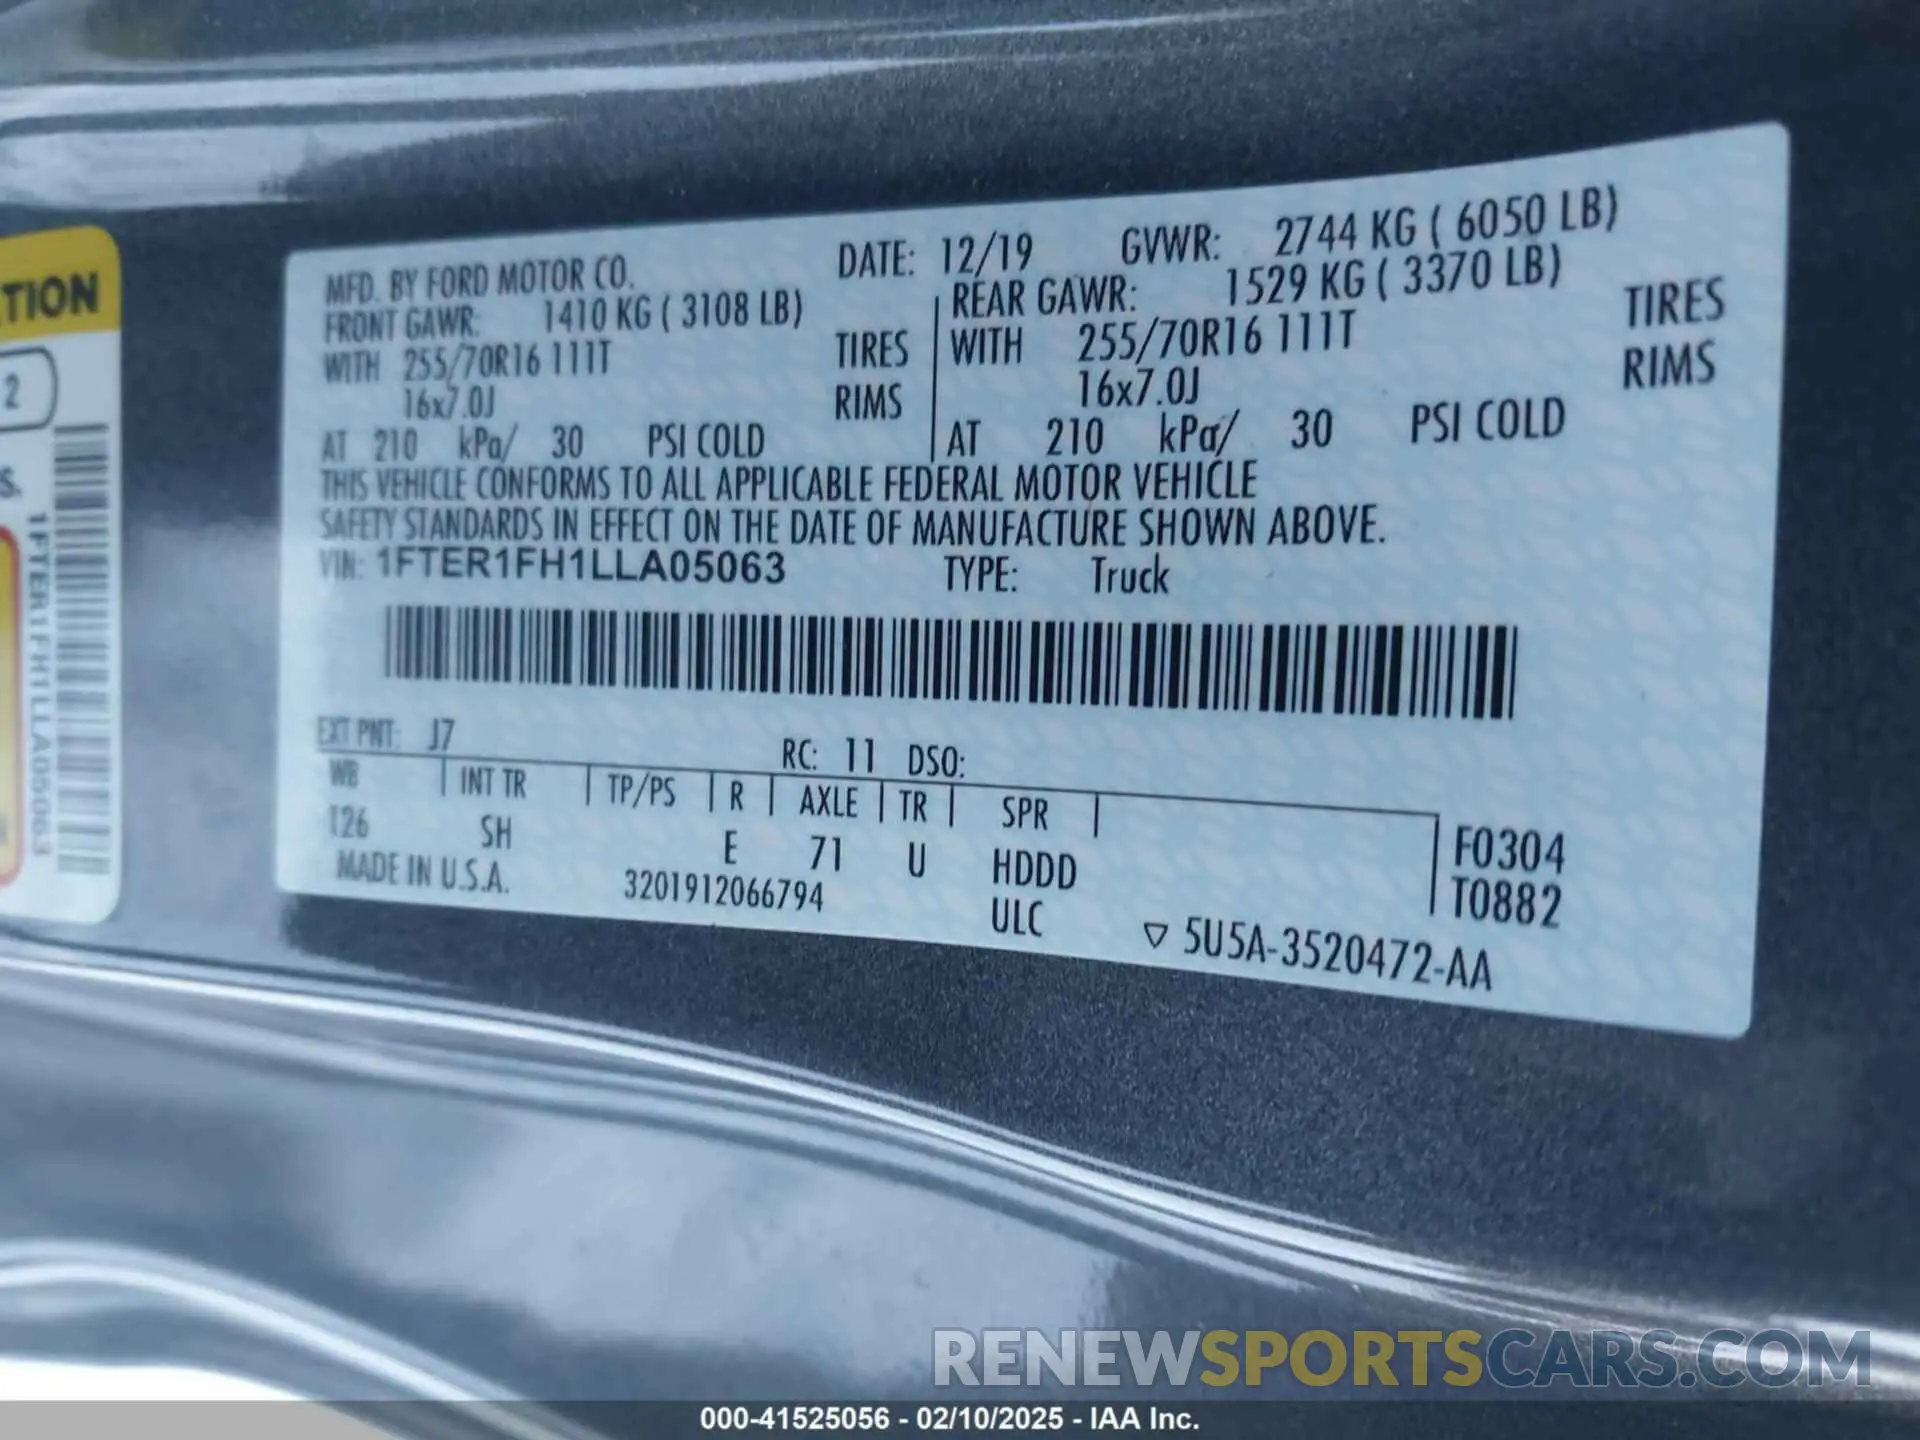 TION
2
S.
1FTER1FH1LLA05063
MFD. BY FORD MOTOR CO. DATE: 12/19 GVWR: 2744 KG ( 6050 LB)
FRONT GAWR: 1410 KG ( 3108 LB) REAR GAWR: 1529 KG ( 3370 LB)
WITH 255/70R16 111T TIRES WITH 255/70R16 111T TIRES
16x7.0J RIMS 16x7.0J RIMS
AT 210 kPa/ 30 PSI COLD AT 210 kPa/ 30 PSI COLD
THIS VEHICLE CONFORMS TO ALL APPLICABLE FEDERAL MOTOR VEHICLE
SAFETY STANDARDS IN EFFECT ON THE DATE OF MANUFACTURE SHOWN ABOVE.
VIN: 1FTER1FH1LLA05063 TYPE: Truck
EXT PNT: J7 RC: 11 DSO:
WB INT TR TP/PS R AXLE TR SPR
126 SH E 71 U HDDD F0304
MADE IN U.S.A. 3201912066794 ULC T0882
▽ 5U5A-3520472-AA
RENEWSPORTSCARS.COM
000-41525056 - 02/10/2025 - IAA Inc.